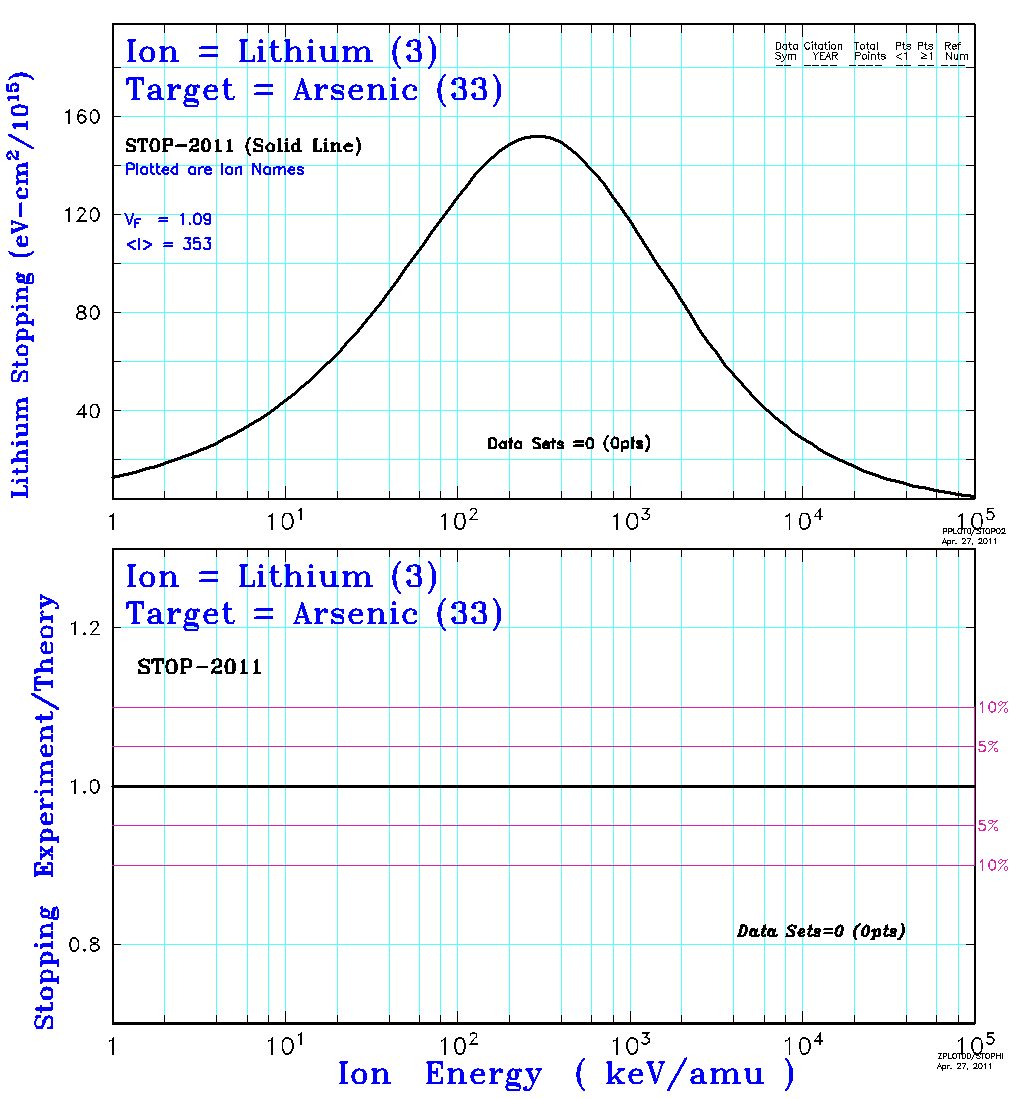 Ion = Lithium (3)
Target = Arsenic (33)
Data Citation Total Pts Pts Ref
Sym YEAR Points <1 ≥1 Num
STOP-2011 (Solid Line)
Plotted are Ion Names
V_F = 1.09
<I> = 353
Data Sets =0 (0pts)
Lithium Stopping (eV-cm²/10¹⁵)
160
120
80
40
1 10¹ 10² 10³ 10⁴ 10⁵
PPLOT0/STOP02
Apr. 27, 2011
Ion = Lithium (3)
Target = Arsenic (33)
STOP-2011
Stopping Experiment/Theory
1.2
1.0
0.8
10%
5%
5%
10%
Data Sets=0 (0pts)
1 10¹ 10² 10³ 10⁴ 10⁵
Apr. 27, 2011
Ion Energy ( keV/amu )